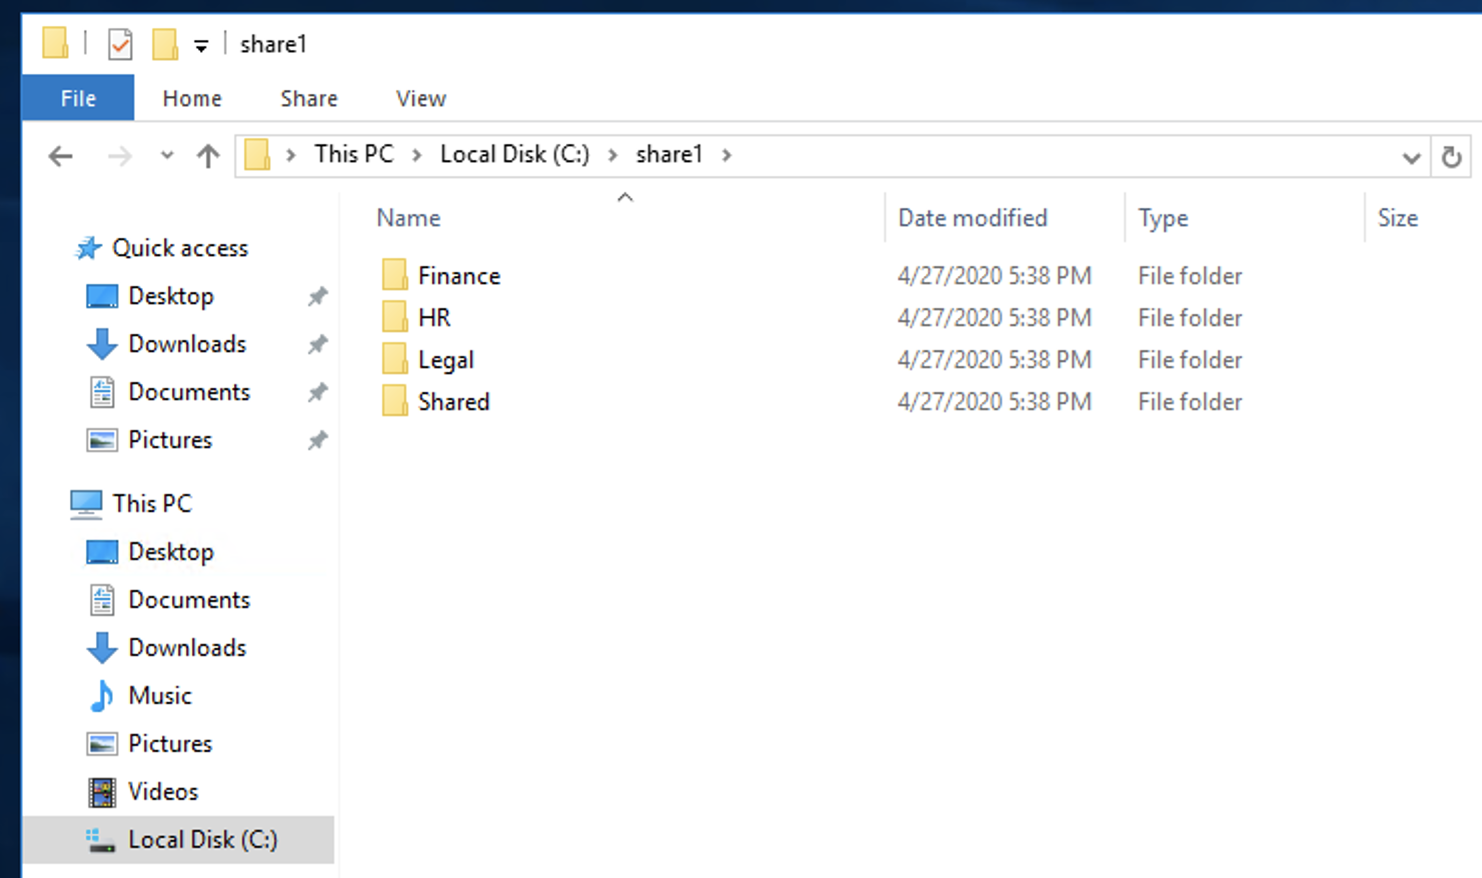 share1
File Home Share View
This PC Local Disk (C:) share1
Name Date modified Type Size
Quick access
Desktop
Downloads
Documents
Pictures
This PC
Desktop
Documents
Downloads
Music
Pictures
Videos
Local Disk (C:)
Finance 4/27/2020 5:38 PM File folder
HR 4/27/2020 5:38 PM File folder
Legal 4/27/2020 5:38 PM File folder
Shared 4/27/2020 5:38 PM File folder